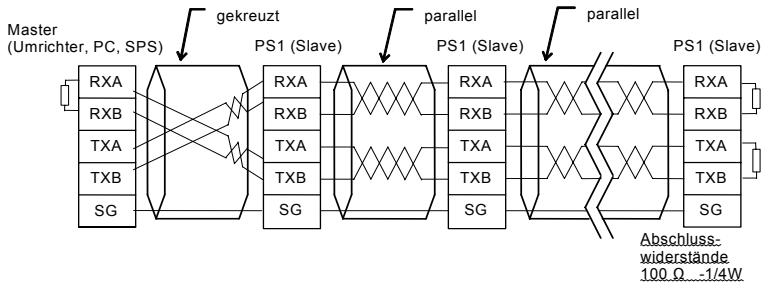 gekreuzt
parallel
parallel
Master
(Umrichter, PC, SPS)
PS1 (Slave)
PS1 (Slave)
PS1 (Slave)
RXA
RXA
RXA
RXA
RXB
RXB
RXB
RXB
TXA
TXA
TXA
TXA
TXB
TXB
TXB
TXB
SG
SG
SG
SG
Abschluss-
widerstände
100 Ω -1/4W